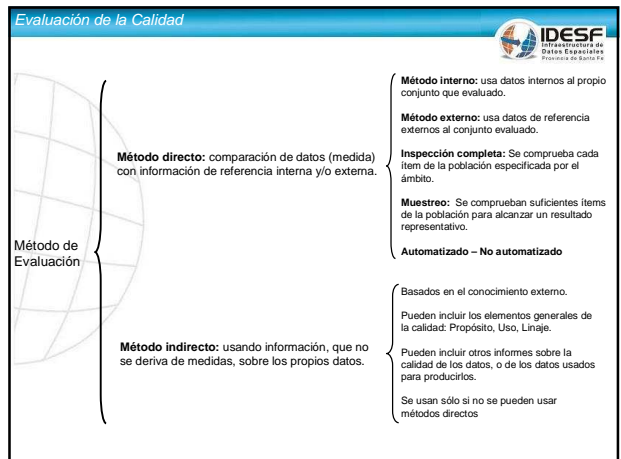 Evaluación de la Calidad
IDESF
Infraestructura de
Datos Espaciales
Provincia de Santa Fe
Método de
Evaluación
Método directo: comparación de datos (medida)
con información de referencia interna y/o externa.
Método interno: usa datos internos al propio
conjunto que evaluado.
Método externo: usa datos de referencia
externos al conjunto evaluado.
Inspección completa: Se comprueba cada
ítem de la población especificada por el
ámbito.
Muestreo: Se comprueban suficientes ítems
de la población para alcanzar un resultado
representativo.
Automatizado – No automatizado
Método indirecto: usando información, que no
se deriva de medidas, sobre los propios datos.
Basados en el conocimiento externo.
Pueden incluir los elementos generales de
la calidad: Propósito, Uso, Linaje.
Pueden incluir otros informes sobre la
calidad de los datos, o de los datos usados
para producirlos.
Se usan sólo si no se pueden usar
métodos directos